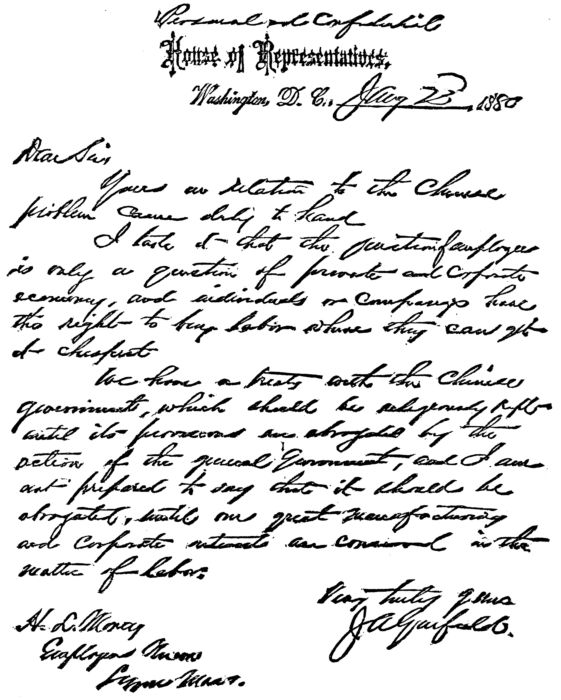 Personal and Confidential
House of Representatives,
Washington, D. C., Jany 23, 1880
Dear Sir,
Yours in relation to the Chinese
problem came duly to hand
I take it that the question of employees
is only a question of private and corporate
economy, and individuals or companys have
the right to buy labor where they can get
it cheapest
We have a treaty with the Chinese
government, which should be religiously kept
until its provisions are abrogated by the
action of the general Government, and I am
not prepared to say that it should be
abrogated, until our great manufacturing
and corporate interests are conserved in the
matter of labor.
Very truly yours
J A Garfield.
H. L. Morey
Employers Union
Lynn Mass.